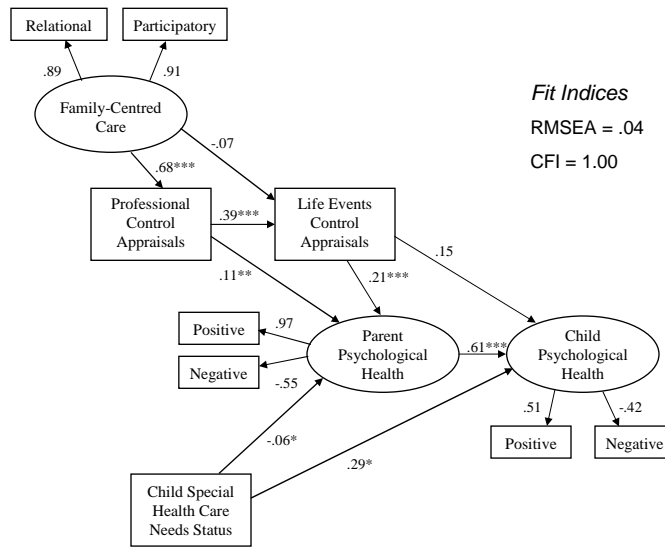 Relational
Participatory
.89
.91
Family-Centred
Care
Fit Indices
RMSEA = .04
CFI = 1.00
-.07
.68***
Professional
Control
Appraisals
.39***
Life Events
Control
Appraisals
.15
.11**
.21***
Positive
.97
Negative
-.55
Parent
Psychological
Health
.61***
Child
Psychological
Health
.51
-.42
Positive
Negative
-.06*
.29*
Child Special
Health Care
Needs Status